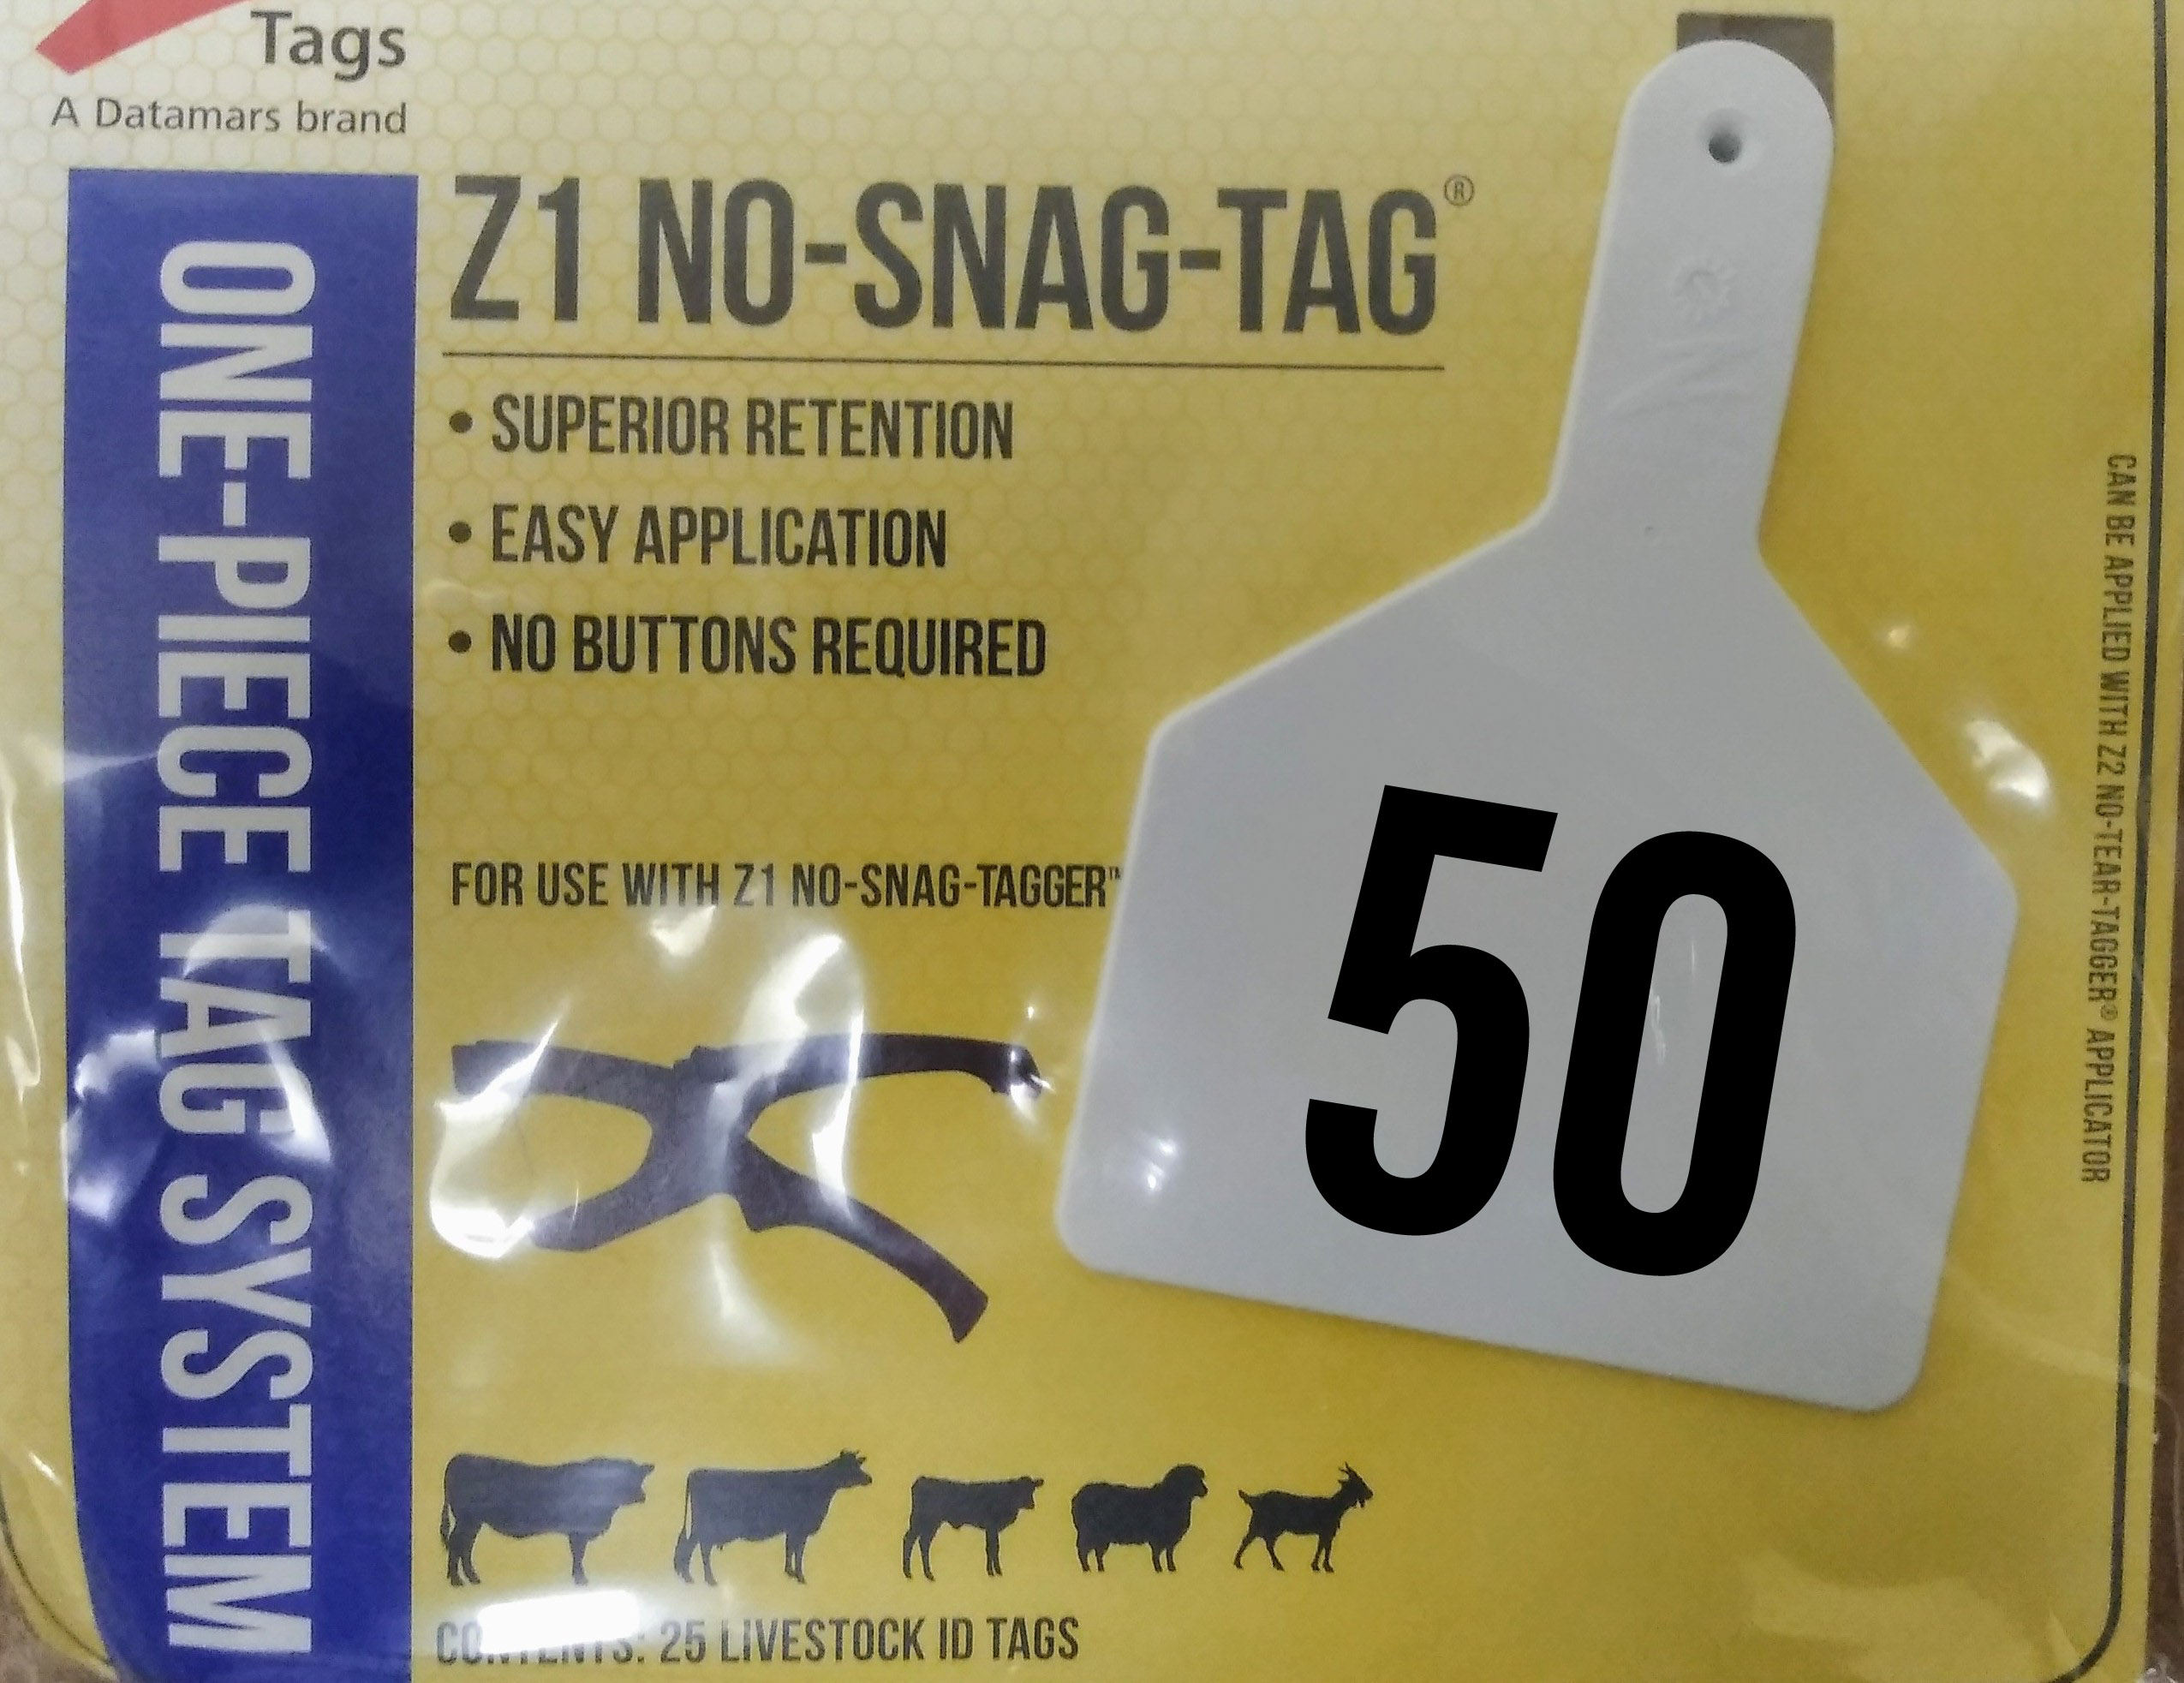 Tags
A Datamars brand
ONE-PIECE TAG SYSTEM
Z1 NO-SNAG-TAG®
• SUPERIOR RETENTION
• EASY APPLICATION
• NO BUTTONS REQUIRED
FOR USE WITH Z1 NO-SNAG-TAGGER™
50
CONTENTS: 25 LIVESTOCK ID TAGS
CAN BE APPLIED WITH Z2 NO-TEAR-TAGGER® APPLICATOR
Z